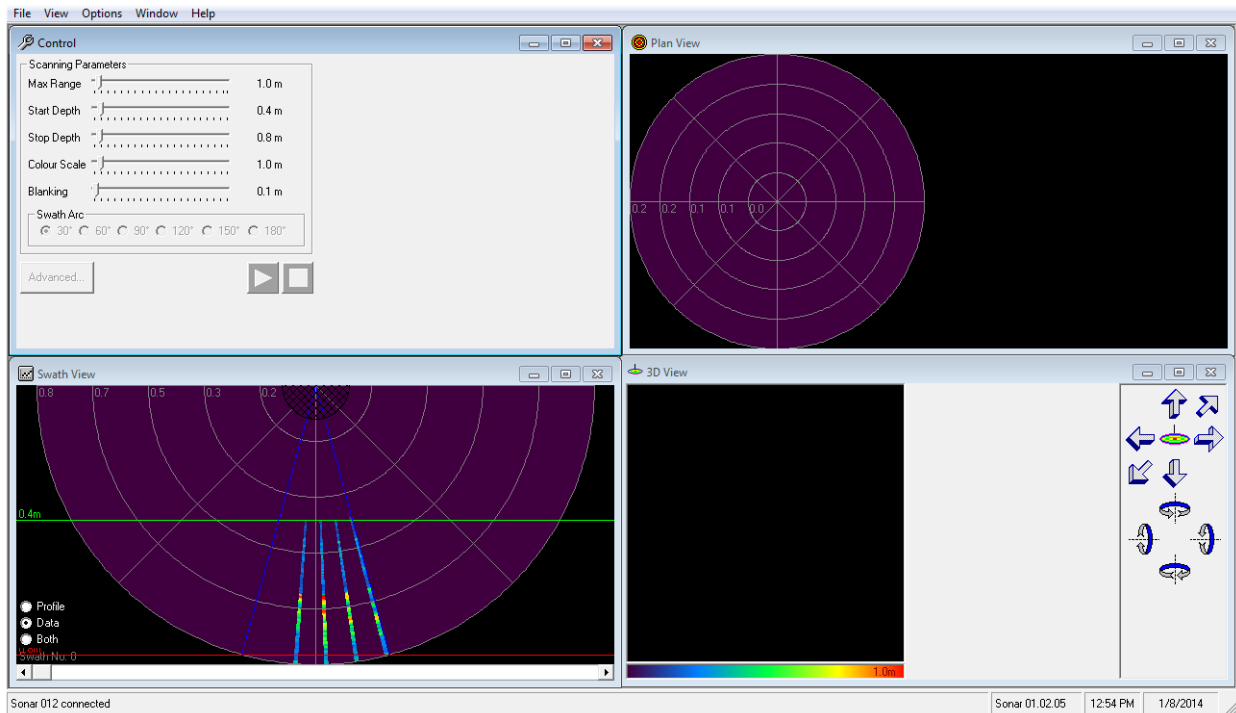 File View Options Window Help
Control
Scanning Parameters
Max Range 1.0 m
Start Depth 0.4 m
Stop Depth 0.8 m
Colour Scale 1.0 m
Blanking 0.1 m
Swath Arc
30° 60° 90° 120° 150° 180°
Advanced...
Plan View
0.2 0.2 0.1 0.1 0.0
Swath View
0.8 0.7 0.5 0.3 0.2
0.4m
Profile
Data
Both
Swath No: 0
3D View
1.0m
Sonar 012 connected
Sonar 01.02.05 12:54 PM 1/8/2014